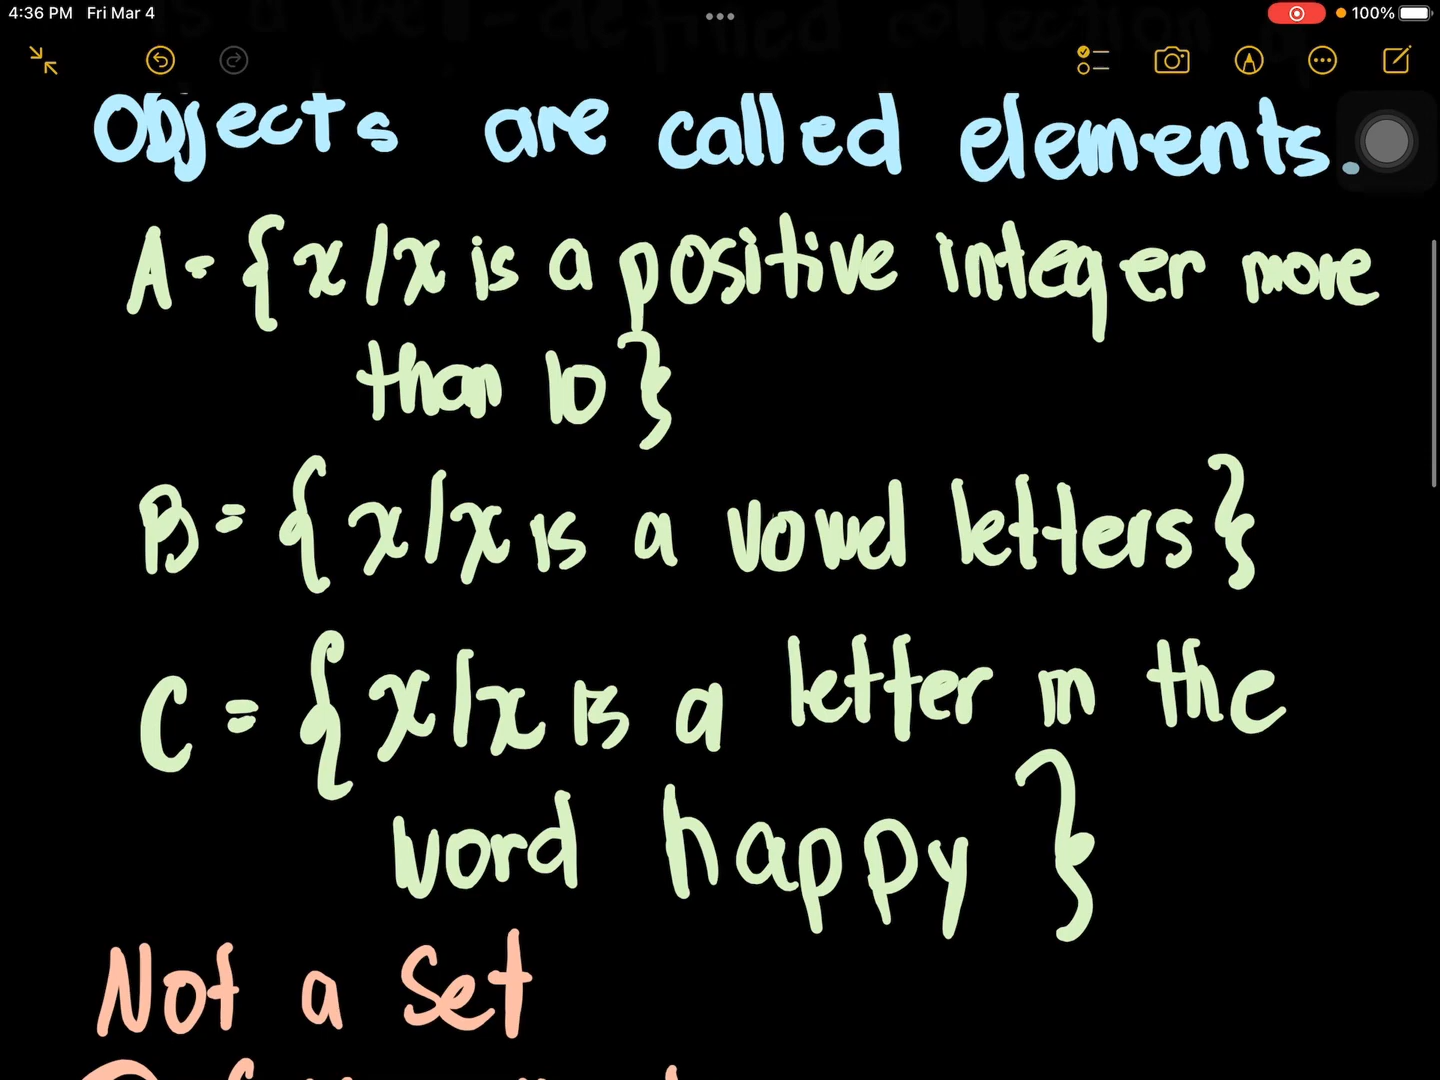 4:36 PM Fri Mar 4 100%
Objects are called elements.
A = {x/x is a positive integer more
than 10}
B = {x/x is a vowel letters}
C = {x/x is a letter in the
word happy}
Not a Set